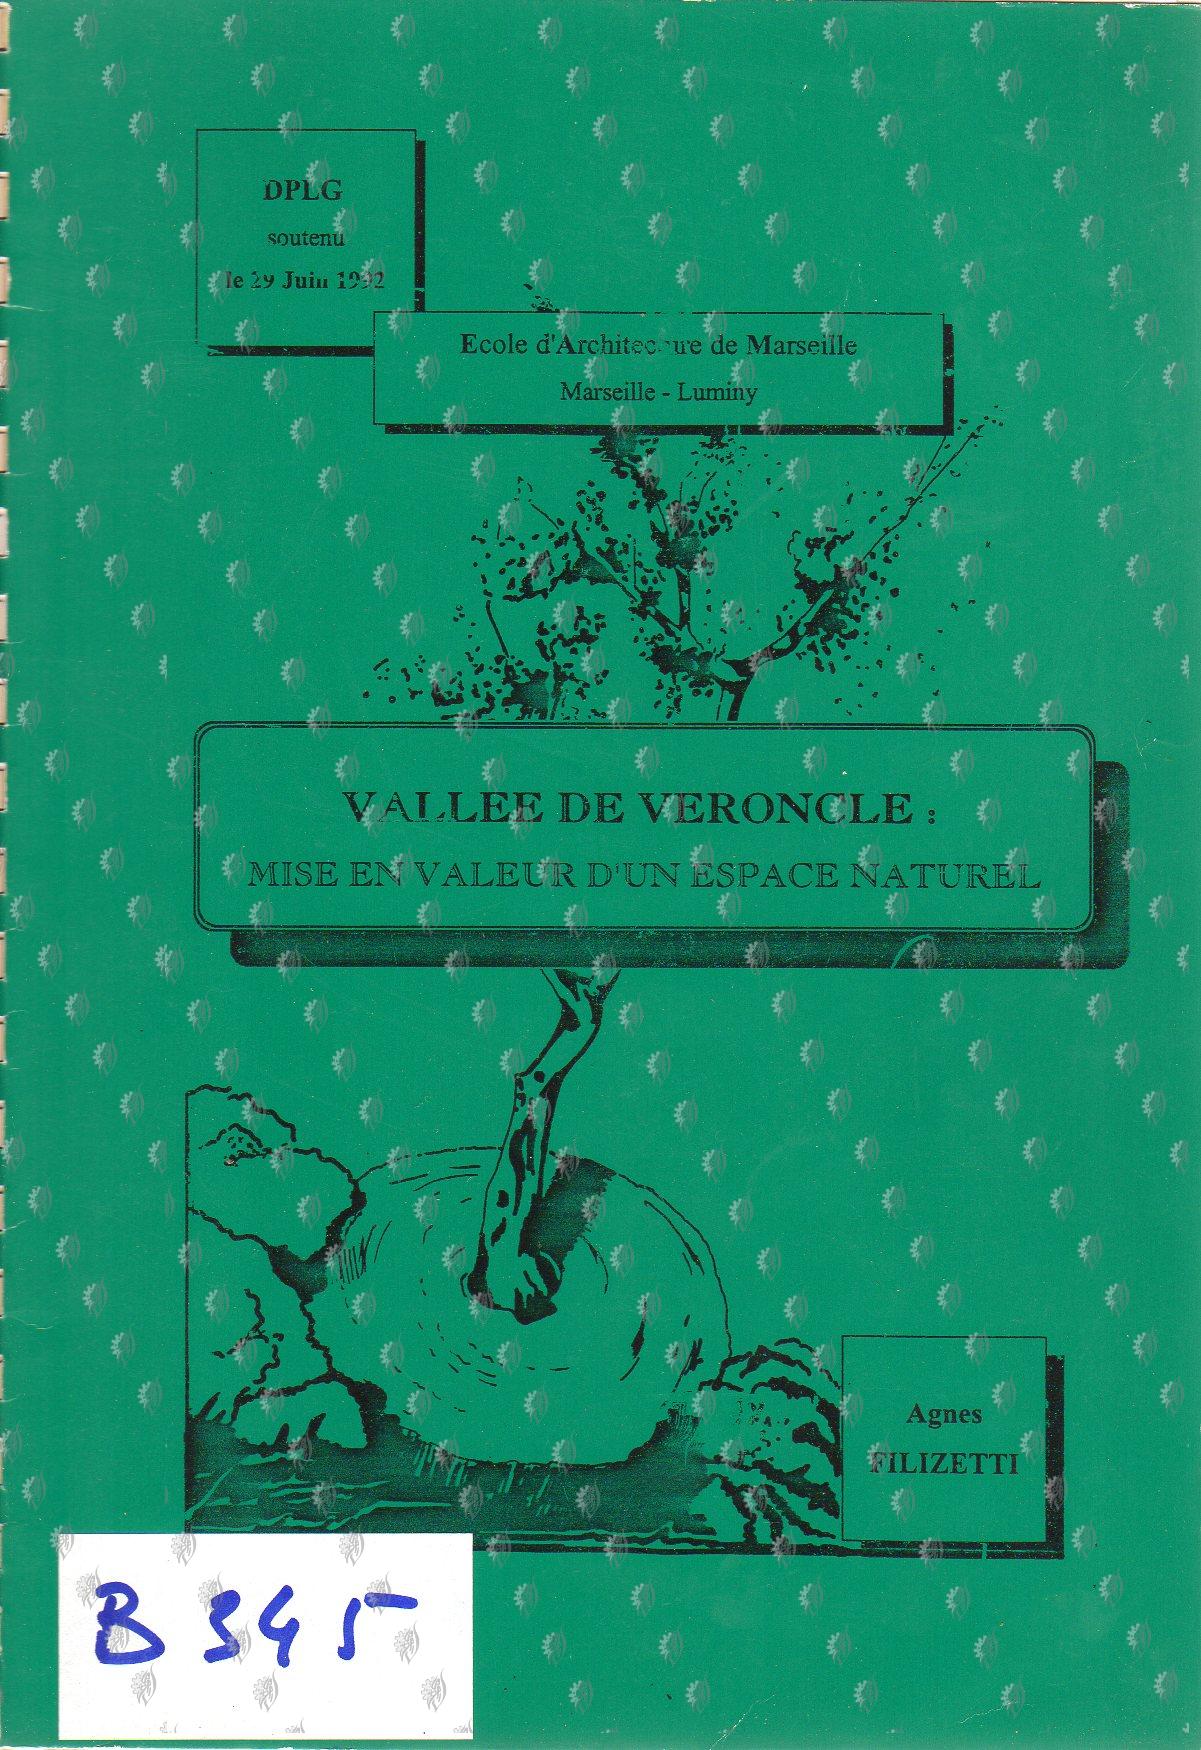 DPLG
soutenu
le 29 Juin 1992
Ecole d'Architecture de Marseille
Marseille - Luminy
VALLEE DE VERONCLE :
MISE EN VALEUR D'UN ESPACE NATUREL
Agnes
FILIZETTI
B 345